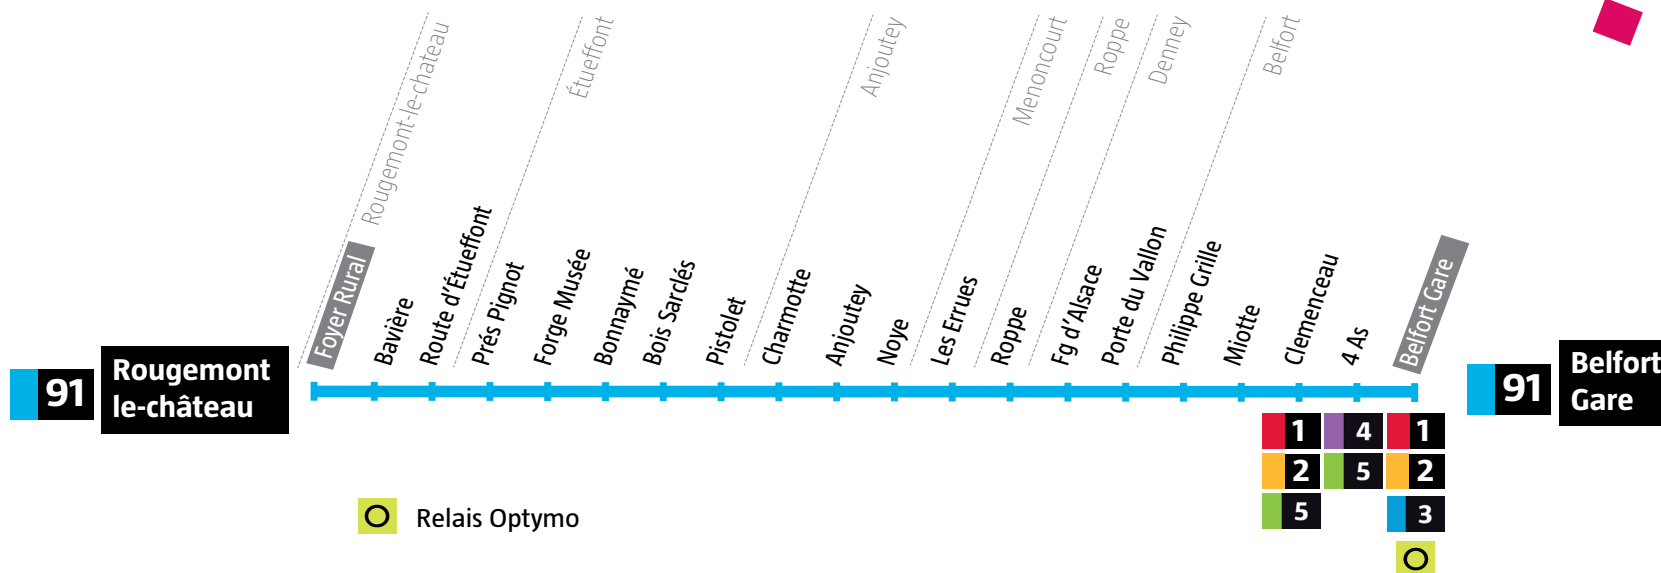 Rougemont-le-chateau
Étueffont
Anjoutey
Menoncourt
Roppe
Denney
Belfort
Foyer Rural
Bavière
Route d'Étueffont
Prés Pignot
Forge Musée
Bonnaymé
Bois Sarclés
Pistolet
Charmotte
Anjoutey
Noye
Les Errues
Roppe
Fg d'Alsace
Porte du Vallon
Philippe Grille
Miotte
Clemenceau
4 As
Belfort Gare
91
Rougemont
le-château
91
Belfort
Gare
1 4 1
2 5 2
5 3
Relais Optymo